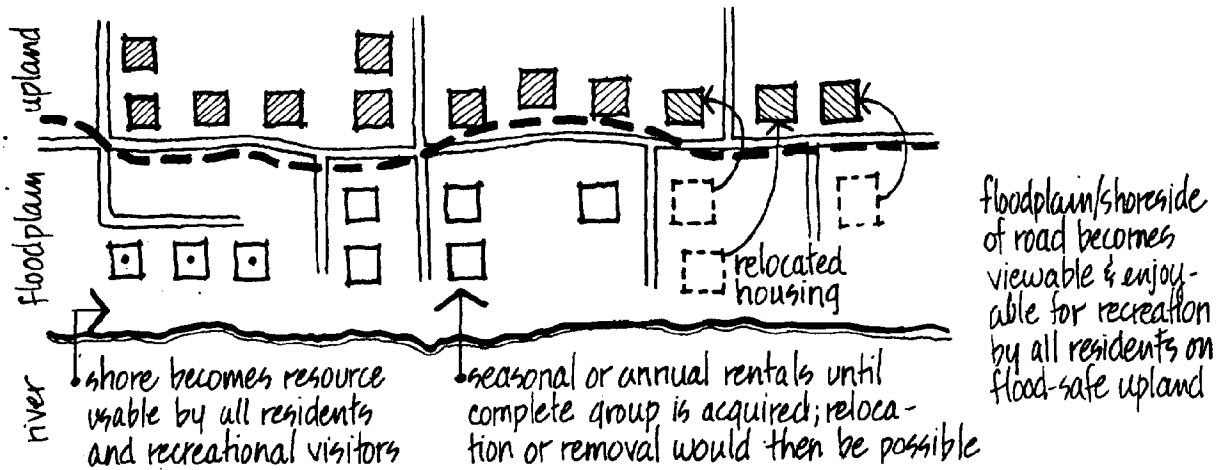 upland
floodplain
river
relocated
housing
floodplain/shoreside
of road becomes
viewable & enjoy-
able for recreation
by all residents on
flood-safe upland
shore becomes resource
usable by all residents
and recreational visitors
seasonal or annual rentals until
complete group is acquired; reloca-
tion or removal would then be possible